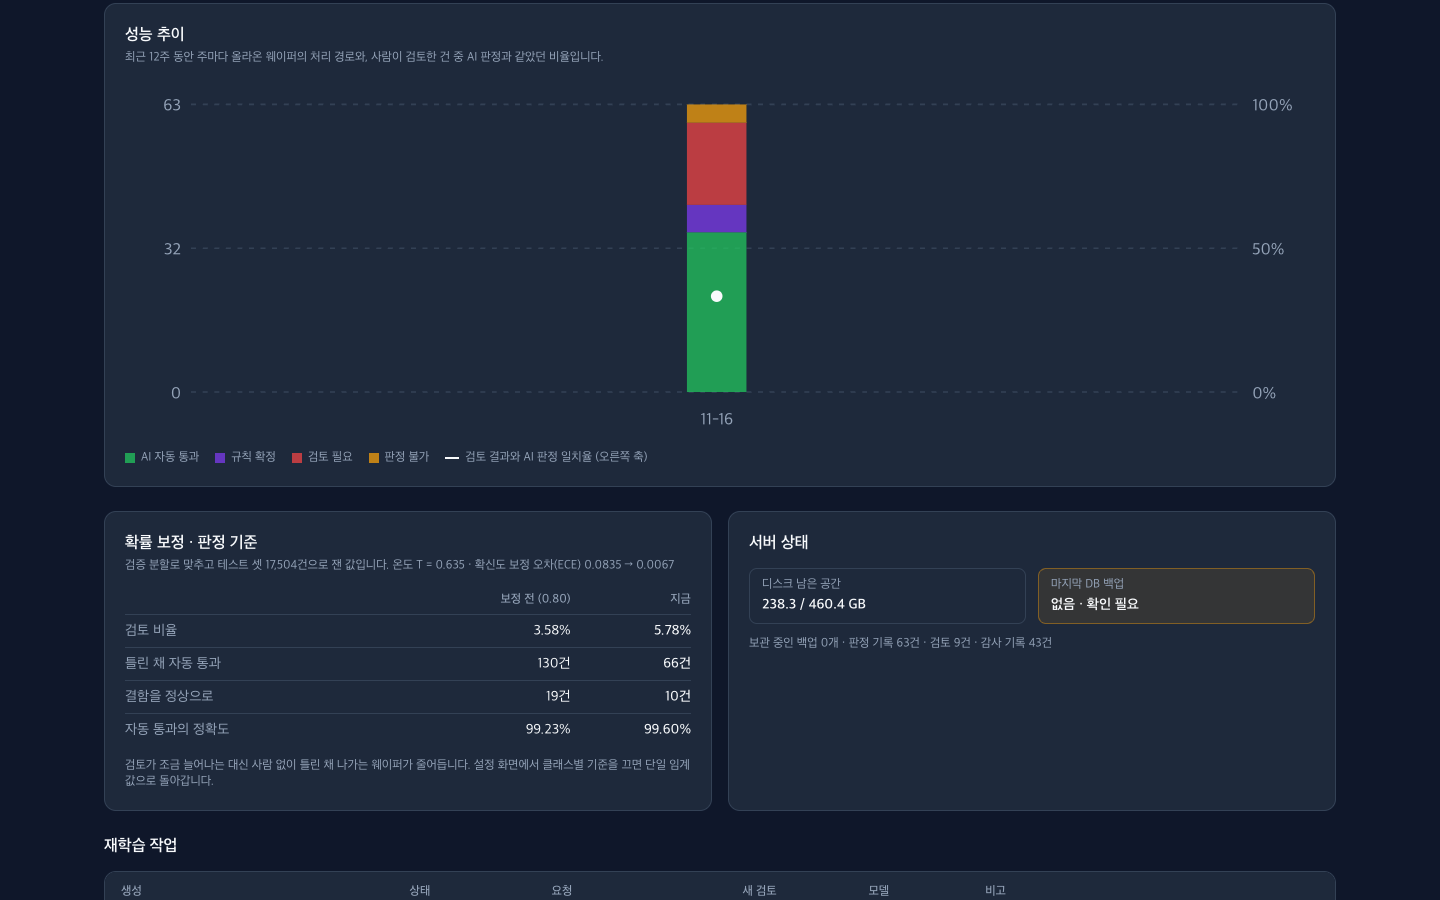 성능 추이
최근 12주 동안 주마다 올라온 웨이퍼의 처리 경로와, 사람이 검토한 건 중 AI 판정과 같았던 비율입니다.
63
100%
32
50%
0
0%
11-16
AI 자동 통과
규칙 확정
검토 필요
판정 불가
검토 결과와 AI 판정 일치율 (오른쪽 축)
확률 보정 · 판정 기준
검증 분할로 맞추고 테스트 셋 17,504건으로 잰 값입니다. 온도 T = 0.635 · 확신도 보정 오차(ECE) 0.0835 → 0.0067
보정 전 (0.80) 지금
검토 비율 3.58% 5.78%
틀린 채 자동 통과 130건 66건
결함을 정상으로 19건 10건
자동 통과의 정확도 99.23% 99.60%
검토가 조금 늘어나는 대신 사람 없이 틀린 채 나가는 웨이퍼가 줄어듭니다. 설정 화면에서 클래스별 기준을 끄면 단일 임계
값으로 돌아갑니다.
서버 상태
디스크 남은 공간
238.3 / 460.4 GB
마지막 DB 백업
없음 · 확인 필요
보관 중인 백업 0개 · 판정 기록 63건 · 검토 9건 · 감사 기록 43건
재학습 작업
생성 상태 요청 새 검토 모델 비고